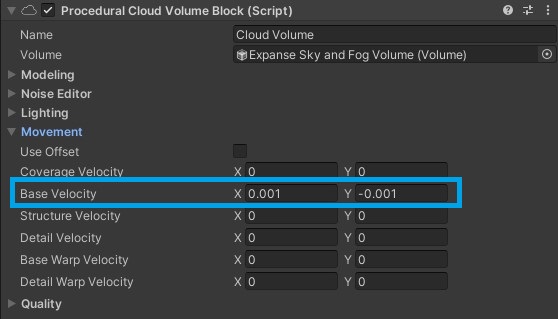 Procedural Cloud Volume Block (Script)
Name Cloud Volume
Volume Expanse Sky and Fog Volume (Volume)
Modeling
Noise Editor
Lighting
Movement
Use Offset
Coverage Velocity X 0 Y 0
Base Velocity X 0.001 Y -0.001
Structure Velocity X 0 Y 0
Detail Velocity X 0 Y 0
Base Warp Velocity X 0 Y 0
Detail Warp Velocity X 0 Y 0
Quality